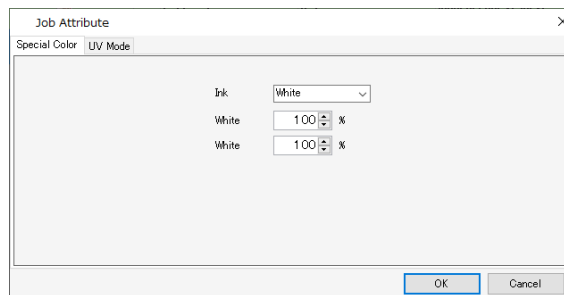 Job Attribute
Special Color UV Mode
Ink White
White 100 %
White 100 %
OK Cancel